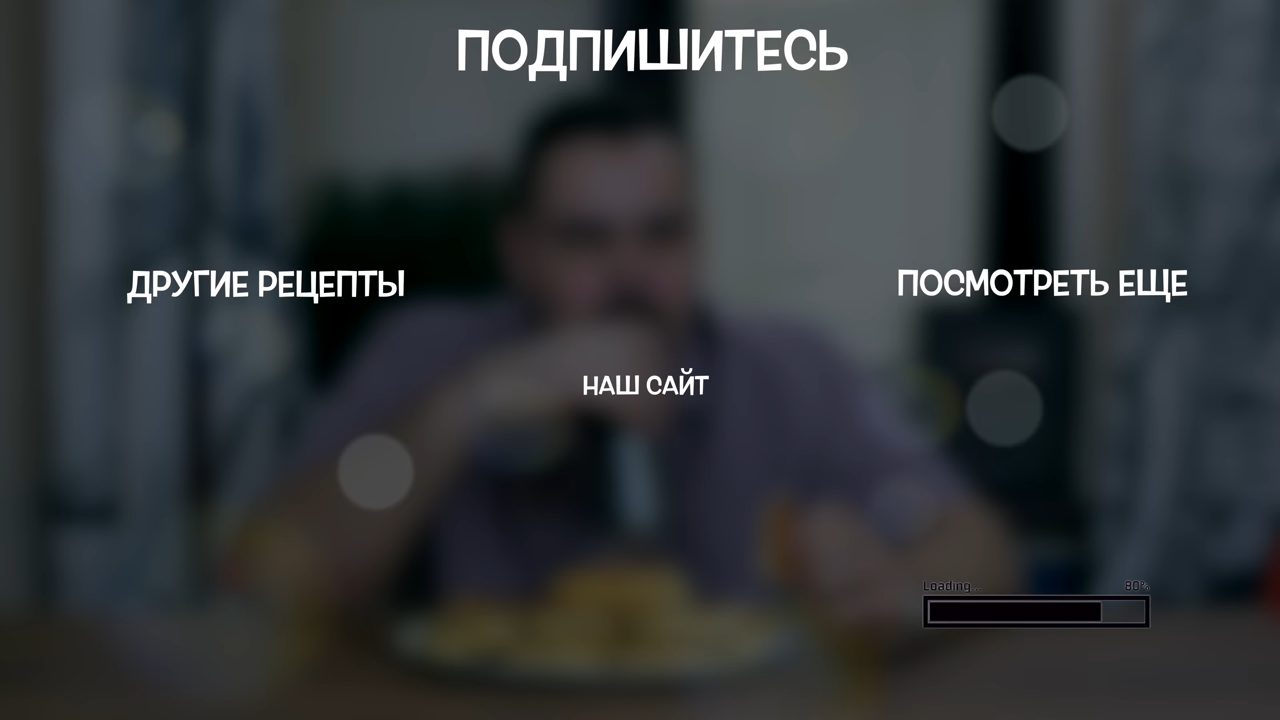 ПОДПИШИТЕСЬ
ДРУГИЕ РЕЦЕПТЫ
ПОСМОТРЕТЬ ЕЩЕ
НАШ САЙТ
Loading... 80%